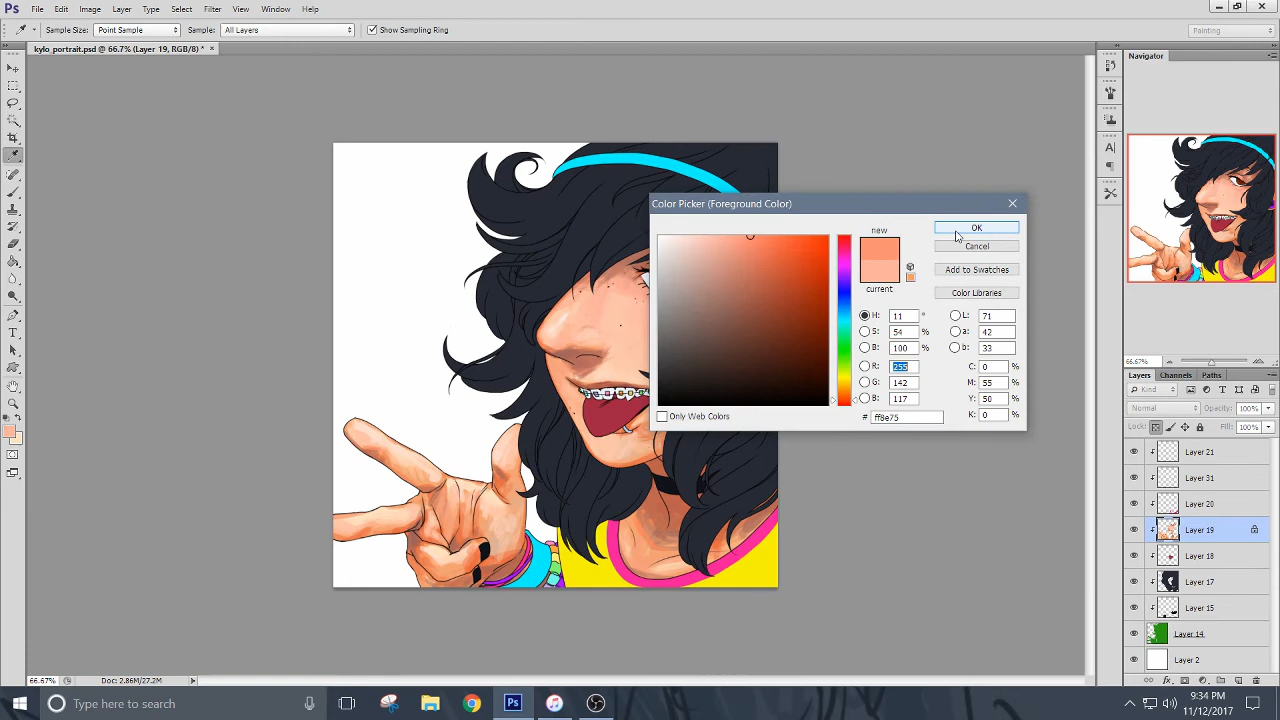 Ps File Edit Image Layer Type Select Filter View Window Help
Sample Size: Point Sample Sample: All Layers Show Sampling Ring Painting
kylo_portrait.psd @ 66.7% (Layer 19, RGB/8) * ×
Navigator
Color Picker (Foreground Color)
new
OK
Cancel
Add to Swatches
current
Color Libraries
H: 11 ° L: 71
S: 54 % a: 42
B: 100 % b: 33
R: 255 C: 0 %
G: 142 M: 55 %
B: 117 Y: 50 %
Only Web Colors # ff8e75 K: 0 %
66.67%
Layers Channels Paths
Kind
Normal Opacity: 100%
Lock: Fill: 100%
Layer 21
Layer 31
Layer 20
Layer 19
Layer 18
Layer 17
Layer 15
Layer 14
Layer 2
66.67% Doc: 2.86M/27.2M
Type here to search
9:34 PM
11/12/2017